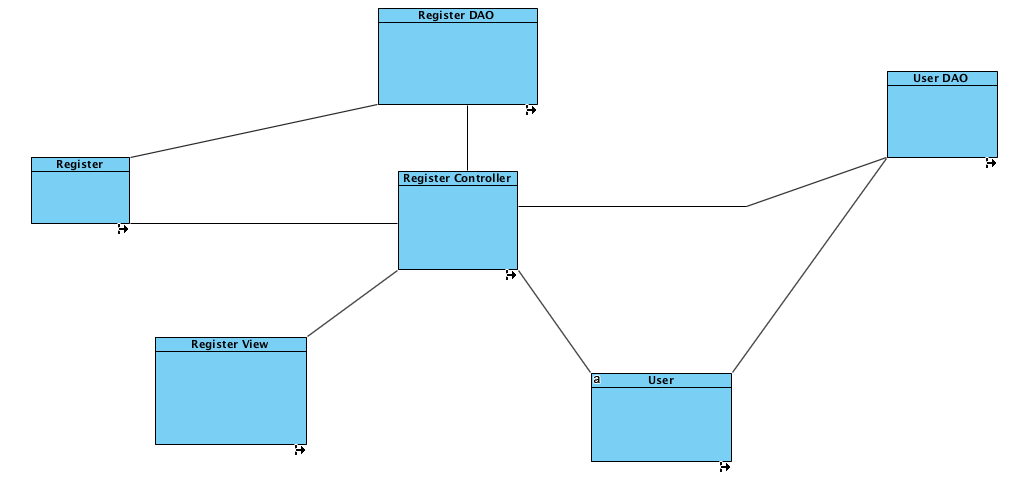 Register DAO
User DAO
Register
Register Controller
Register View
a
User